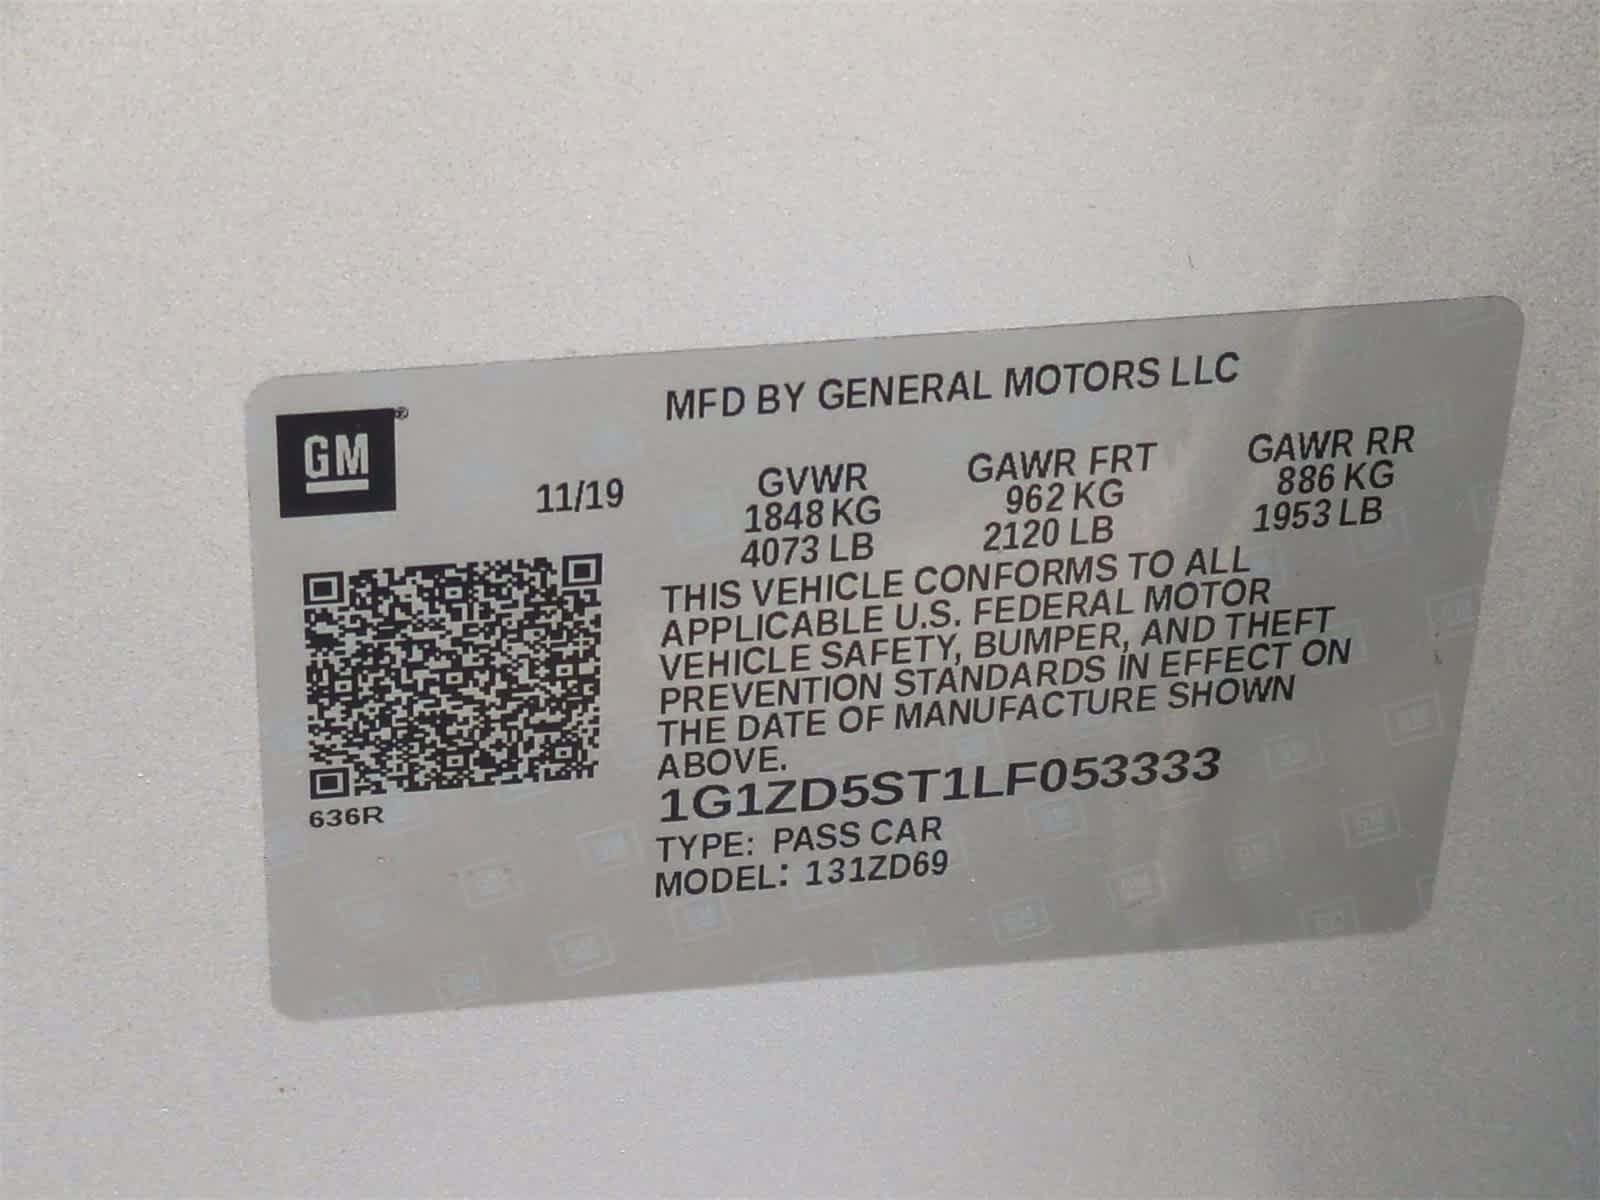 MFD BY GENERAL MOTORS LLC
GM®
11/19
GVWR
1848 KG
4073 LB
GAWR FRT
962 KG
2120 LB
GAWR RR
886 KG
1953 LB
THIS VEHICLE CONFORMS TO ALL
APPLICABLE U.S. FEDERAL MOTOR
VEHICLE SAFETY, BUMPER, AND THEFT
PREVENTION STANDARDS IN EFFECT ON
THE DATE OF MANUFACTURE SHOWN
ABOVE.
1G1ZD5ST1LF053333
TYPE: PASS CAR
MODEL: 131ZD69
636R